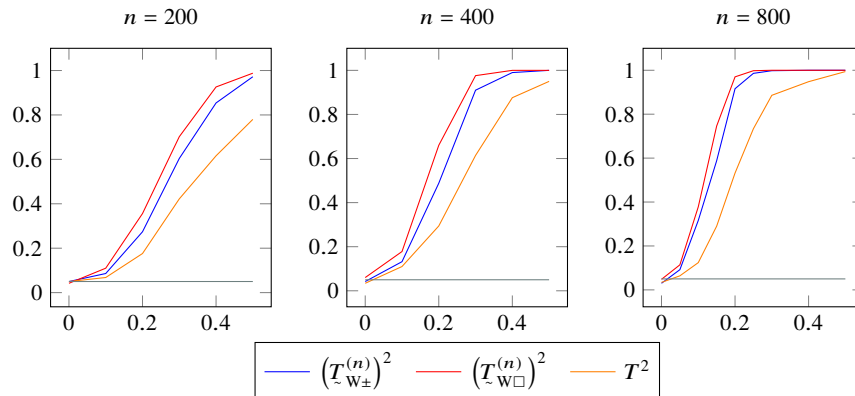 n = 200
n = 400
n = 800
1 1 1
0.8 0.8 0.8
0.6 0.6 0.6
0.4 0.4 0.4
0.2 0.2 0.2
0 0 0
0 0.2 0.4 0 0.2 0.4 0 0.2 0.4
(T̰_{W±}^{(n)})^2 (T̰_{W□}^{(n)})^2 T^2